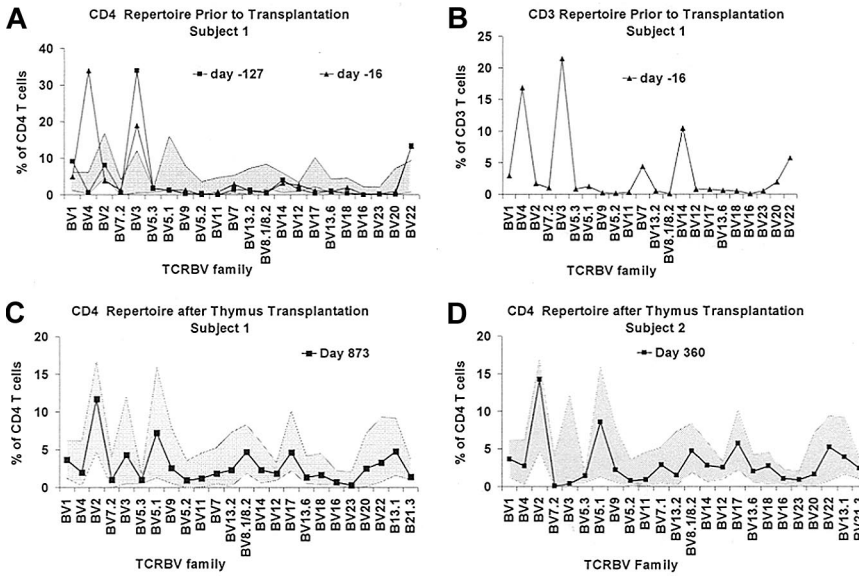 A
CD4 Repertoire Prior to Transplantation
Subject 1
% of CD4 T cells
40
30
20
10
0
day -127
day -16
BV1
BV4
BV2
BV7.2
BV3
BV5.3
BV5.1
BV9
BV5.2
BV11
BV7
BV13.2
BV8.1/8.2
BV14
BV12
BV17
BV13.6
BV18
BV16
BV23
BV20
BV22
TCRBV family
B
CD3 Repertoire Prior to Transplantation
Subject 1
% of CD3 T cells
25
20
15
10
5
0
day -16
BV1
BV4
BV2
BV7.2
BV3
BV5.3
BV5.1
BV9
BV5.2
BV11
BV7
BV13.2
BV8.1/8.2
BV14
BV12
BV17
BV13.6
BV18
BV16
BV23
BV20
BV22
TCRBV family
C
CD4 Repertoire after Thymus Transplantation
Subject 1
% of CD4 T cells
20
15
10
5
0
Day 873
BV1
BV4
BV2
BV7.2
BV3
BV5.3
BV5.1
BV9
BV5.2
BV11
BV7
BV13.2
BV8.1/8.2
BV14
BV12
BV17
BV13.6
BV18
BV16
BV23
BV20
BV22
B13.1
B21.3
TCRBV family
D
CD4 Repertoire after Thymus Transplantation
Subject 2
% of CD4 T cells
20
15
10
5
0
Day 360
BV1
BV4
BV2
BV7.2
BV3
BV5.3
BV5.1
BV9
BV5.2
BV11
BV7.1
BV13.2
BV8.1/8.2
BV14
BV12
BV17
BV13.6
BV18
BV16
BV23
BV20
BV22
BV13.1
BV21.3
TCRBV Family